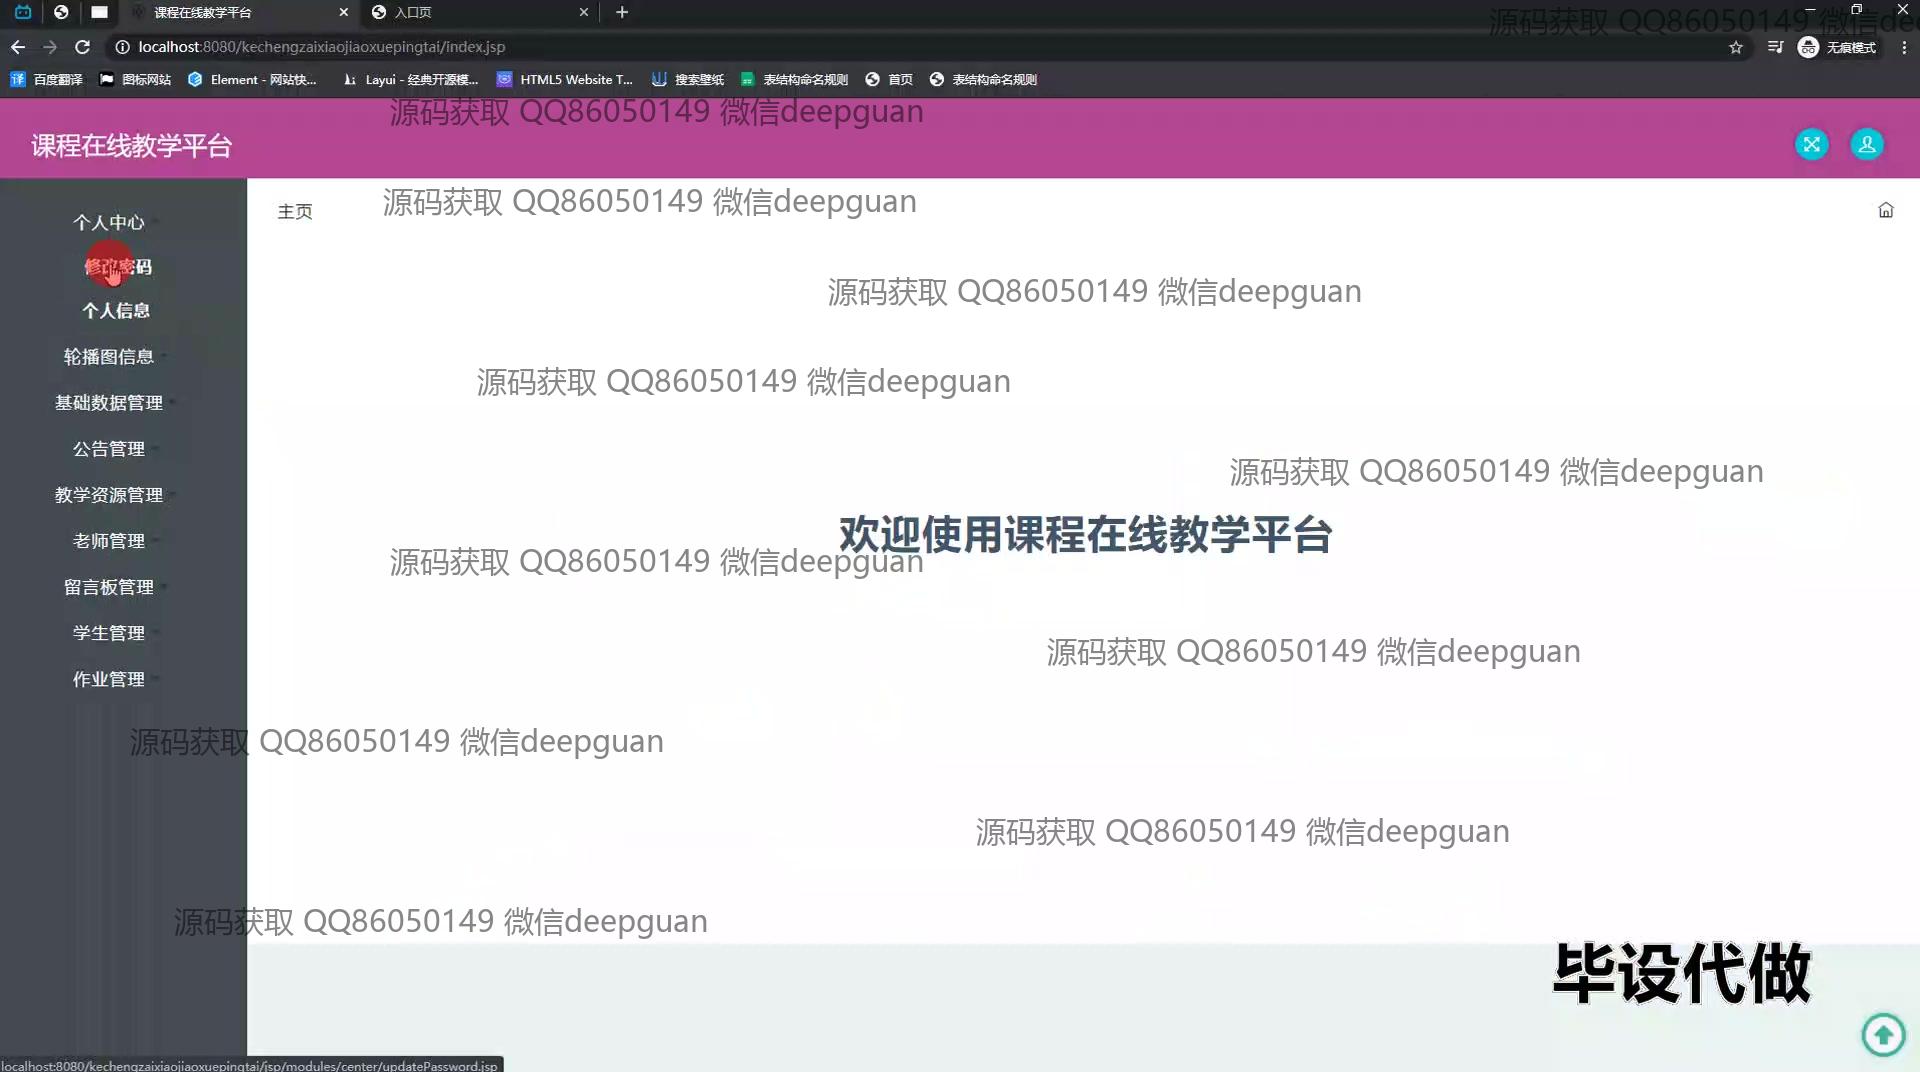 课程在线教学平台
入口页
localhost:8080/kechengzaixiaojiaoxuepingtai/index.jsp
无痕模式
百度翻译
图标网站
Element - 网站快...
Layui - 经典开源模...
HTML5 Website T...
搜索壁纸
表结构命名规则
首页
表结构命名规则
源码获取 QQ86050149 微信de
源码获取 QQ86050149 微信deepguan
课程在线教学平台
主页
源码获取 QQ86050149 微信deepguan
个人中心
修改密码
个人信息
轮播图信息
基础数据管理
公告管理
教学资源管理
老师管理
留言板管理
学生管理
作业管理
源码获取 QQ86050149 微信deepguan
源码获取 QQ86050149 微信deepguan
源码获取 QQ86050149 微信deepguan
欢迎使用课程在线教学平台
源码获取 QQ86050149 微信deepguan
源码获取 QQ86050149 微信deepguan
源码获取 QQ86050149 微信deepguan
源码获取 QQ86050149 微信deepguan
源码获取 QQ86050149 微信deepguan
毕设代做
localhost:8080/kechengzaixiaojiaoxuepingtai/jsp/modules/center/updatePassword.jsp